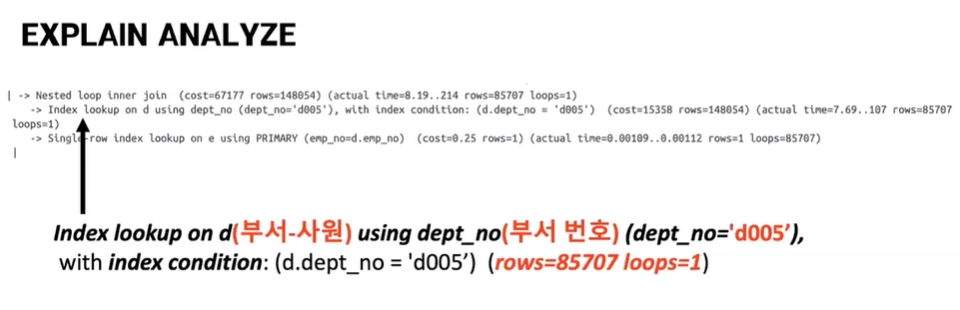 EXPLAIN ANALYZE
| -> Nested loop inner join (cost=67177 rows=148054) (actual time=8.19..214 rows=85707 loops=1)
-> Index lookup on d using dept_no (dept_no='d005'), with index condition: (d.dept_no = 'd005') (cost=15358 rows=148054) (actual time=7.69..107 rows=85707
loops=1)
-> Single-row index lookup on e using PRIMARY (emp_no=d.emp_no) (cost=0.25 rows=1) (actual time=0.00109..0.00112 rows=1 loops=85707)
|
Index lookup on d(부서-사원) using dept_no(부서 번호) (dept_no='d005’),
with index condition: (d.dept_no = 'd005’) (rows=85707 loops=1)